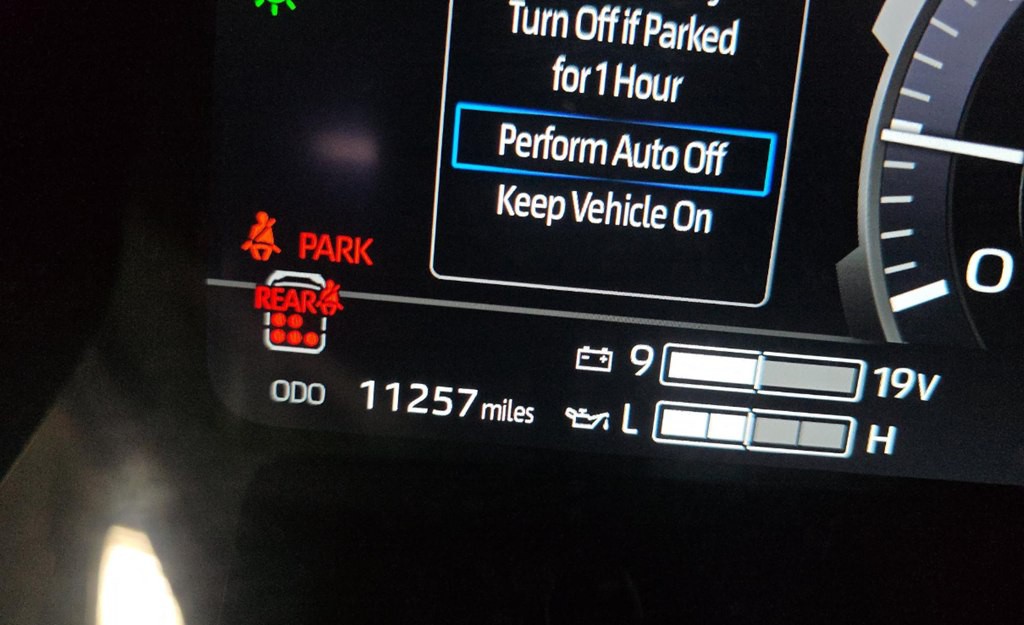 Turn Off if Parked
for 1 Hour
Perform Auto Off
Keep Vehicle On
PARK
REAR
0
9
19V
ODO 11257 miles
L
H